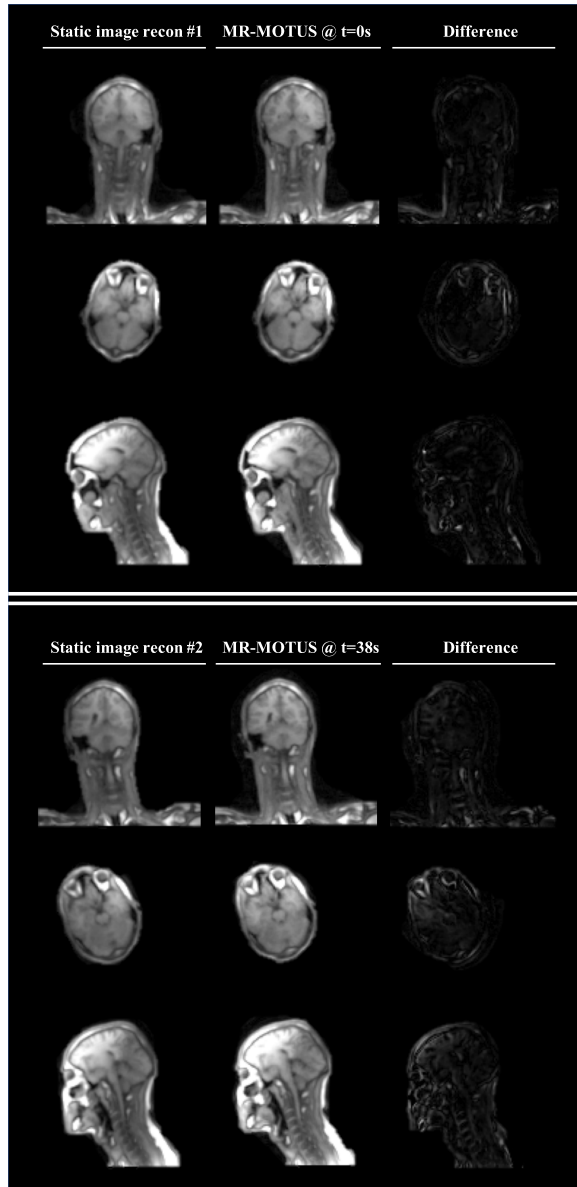 Static image recon #1 MR-MOTUS @ t=0s Difference
Static image recon #2 MR-MOTUS @ t=38s Difference